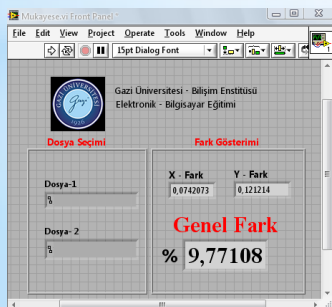 Mukayese.vi Front Panel *
File Edit View Project Operate Tools Window Help
15pt Dialog Font
Gazi Üniversitesi - Bilişim Enstitüsü
Elektronik - Bilgisayar Eğitimi
GAZİ ÜNİVERSİTESİ
Gazi
1926
Dosya Seçimi
Fark Gösterimi
Dosya-1
Dosya- 2
X - Fark
Y - Fark
0,0742073
0,121214
Genel Fark
% 9,77108